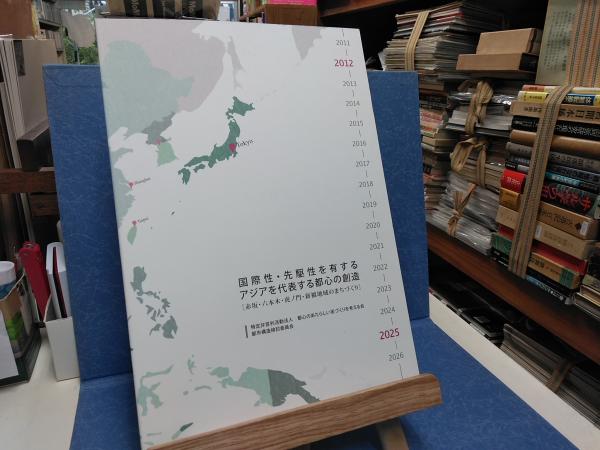 2011
2012
2013
2014
2015
2016
2017
2018
2019
2020
2021
2022
2023
2024
2025
2026
Tokyo
Shanghai
Taipei
国際性・先駆性を有する
アジアを代表する都心の創造
［赤坂・六本木・虎ノ門・新橋地域のまちづくり］
特定非営利活動法人 都心のあたらしい街づくりを考える会
都市構造検討委員会